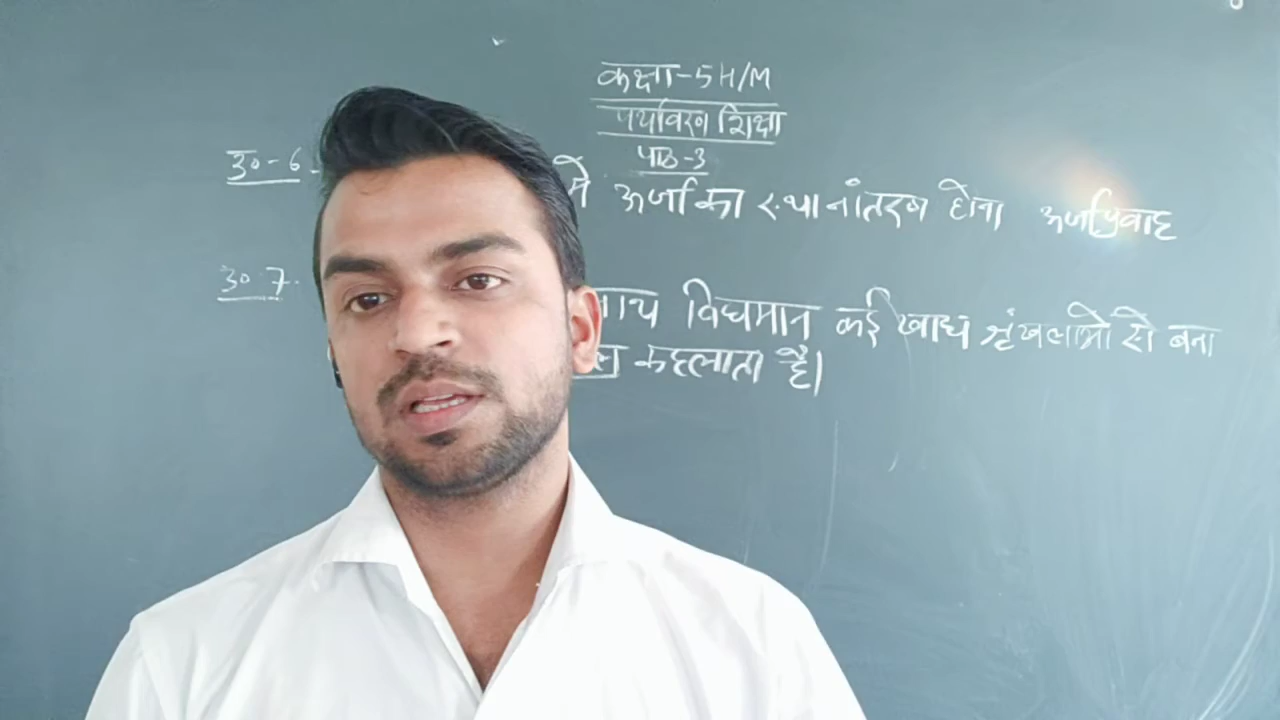 कक्षा-5 H/M
पर्यावरण शिक्षा
पाठ-3
उ०-6.
में ऊर्जा का स्थानांतरण होना ऊर्जाप्रवाह
उ० 7.
विद्यमान कई खाद्य शृंखलाओ से बना
कहलाता है।